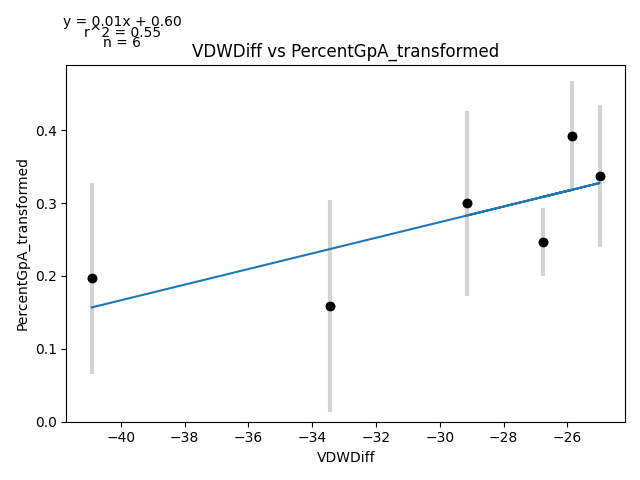 y = 0.01x + 0.60
r^2 = 0.55
n = 6
VDWDiff vs PercentGpA_transformed
PercentGpA_transformed
0.4
0.3
0.2
0.1
0.0
−40
−38
−36
−34
−32
−30
−28
−26
VDWDiff